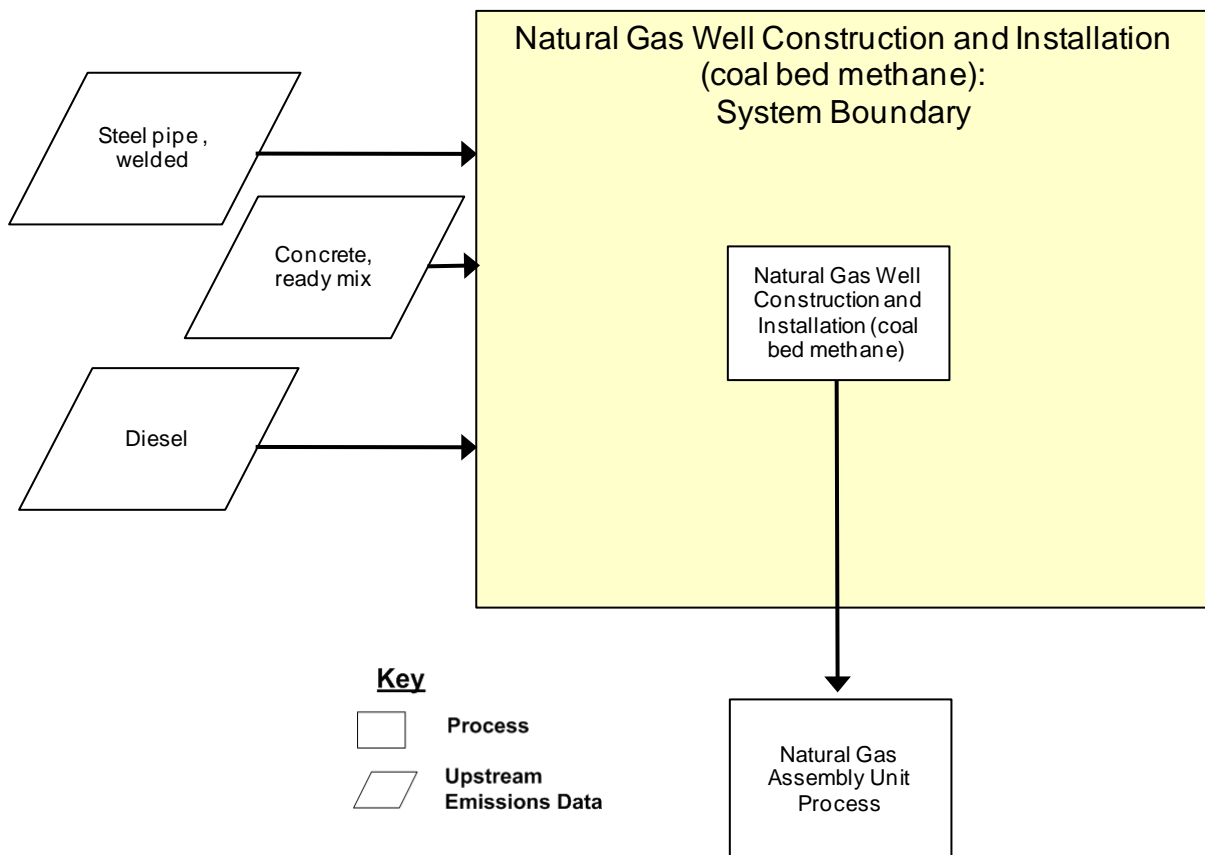 Natural Gas Well Construction and Installation
(coal bed methane):
System Boundary
Steel pipe ,
welded
Concrete,
ready mix
Natural Gas Well
Construction and
Installation (coal
bed methane)
Diesel
Key
Process
Upstream
Emissions Data
Natural Gas
Assembly Unit
Process